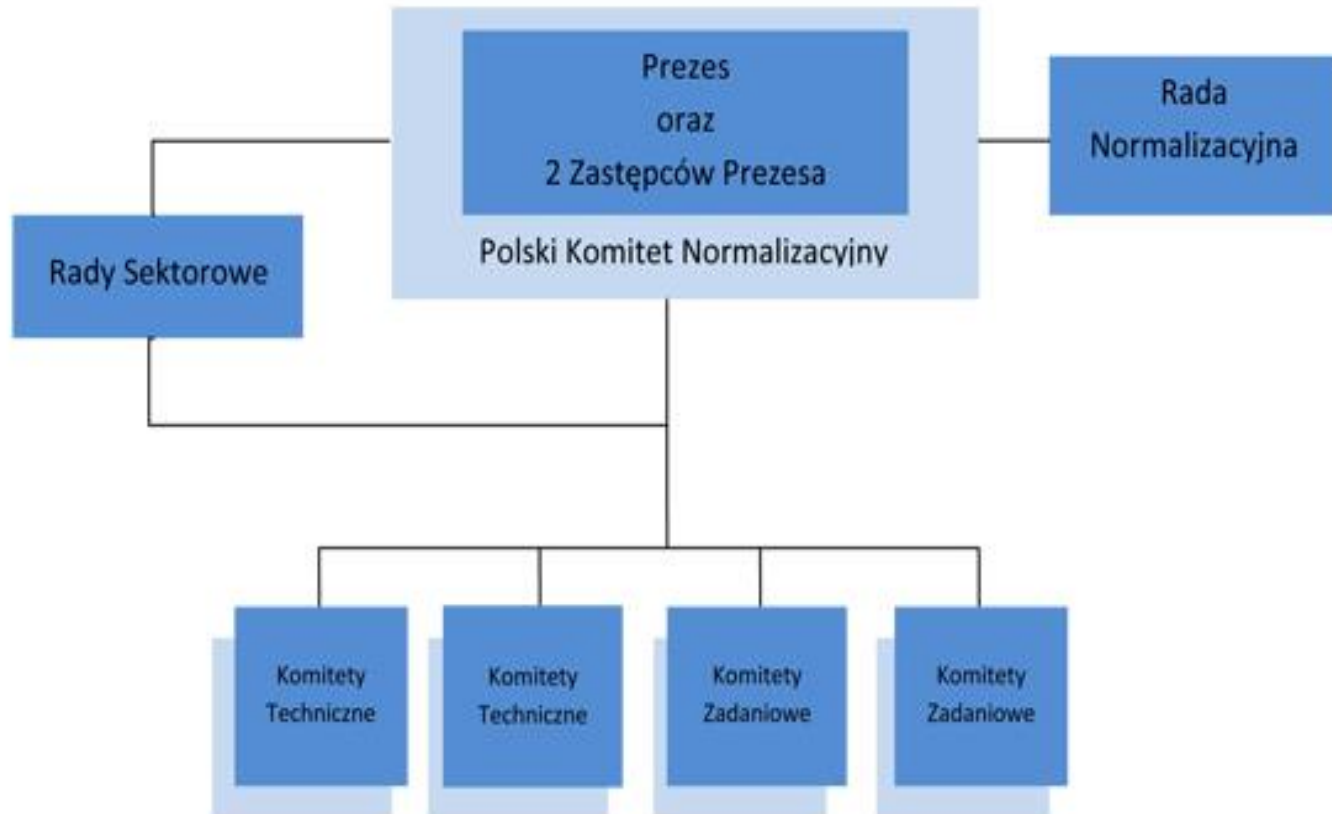 Prezes
oraz
2 Zastępców Prezesa
Polski Komitet Normalizacyjny
Rada
Normalizacyjna
Rady Sektorowe
Komitety
Techniczne
Komitety
Techniczne
Komitety
Zadaniowe
Komitety
Zadaniowe